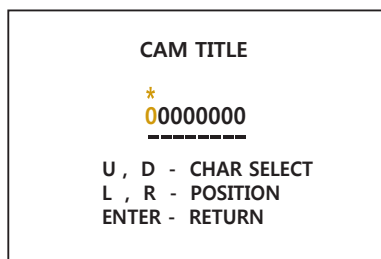 CAM TITLE
*
00000000
--------
U , D - CHAR SELECT
L , R - POSITION
ENTER - RETURN